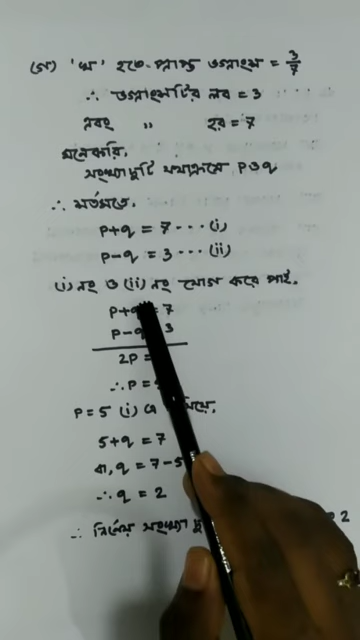 (গ) 'খ' হতে প্রাপ্ত ভগ্নাংশ = 3/7
∴ ভগ্নাংশটির লব = 3
এবং " হর = 7
মনেকরি,
সংখ্যাদুটি যথাক্রমে p ও q
∴ শর্তমতে,
p+q = 7 ... (i)
p-q = 3 ... (ii)
(i) নং ও (ii) নং যোগ করে পাই,
p+q = 7
p-q 3
2p =
∴ p =
p = 5 (i) এ
5+q = 7
বা, q = 7-5
∴ q = 2
∴ নির্ণেয় সংখ্যা দু 2